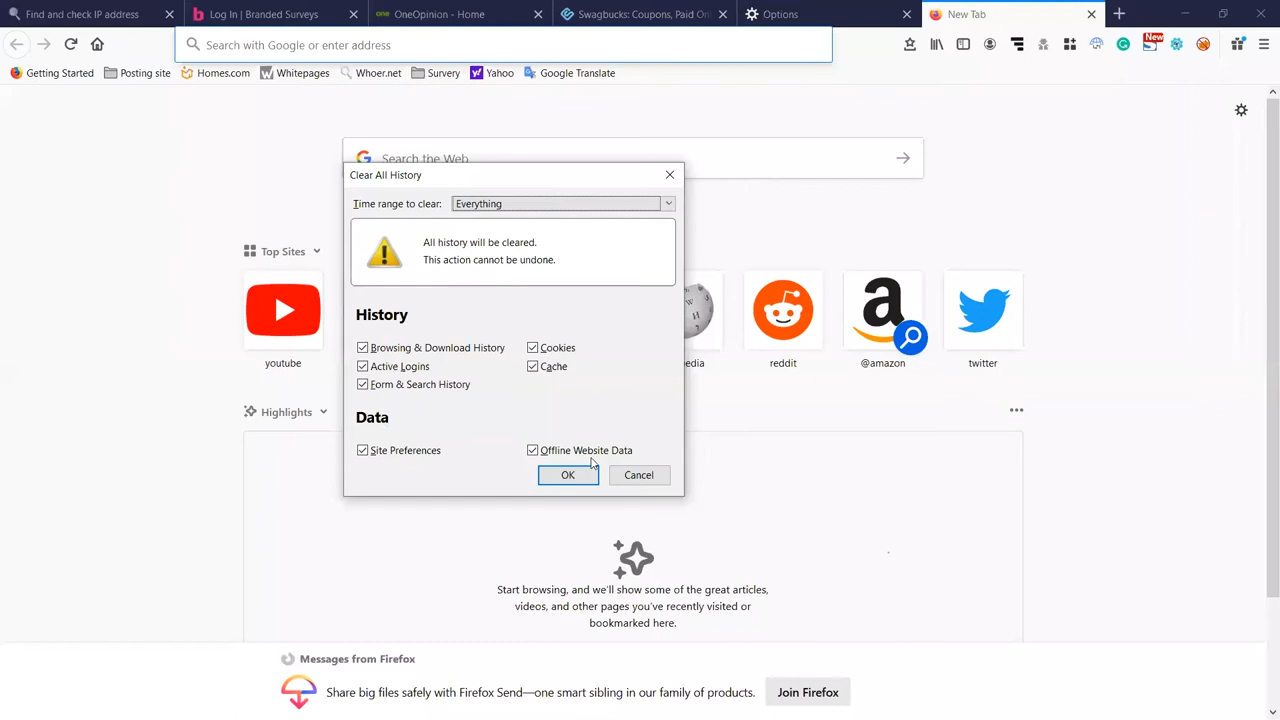 Find and check IP address
Log In | Branded Surveys
OneOpinion - Home
Swagbucks: Coupons, Paid On
Options
New Tab
Search with Google or enter address
New
Getting Started
Posting site
Homes.com
Whitepages
Whoer.net
Survery
Yahoo
Google Translate
Search the Web
Clear All History
Time range to clear:
Everything
All history will be cleared.
This action cannot be undone.
History
Browsing & Download History
Cookies
Active Logins
Cache
Form & Search History
Data
Site Preferences
Offline Website Data
OK
Cancel
Top Sites
youtube
edia
reddit
@amazon
twitter
Highlights
Start browsing, and we'll show some of the great articles,
videos, and other pages you've recently visited or
bookmarked here.
Messages from Firefox
Share big files safely with Firefox Send—one smart sibling in our family of products.
Join Firefox